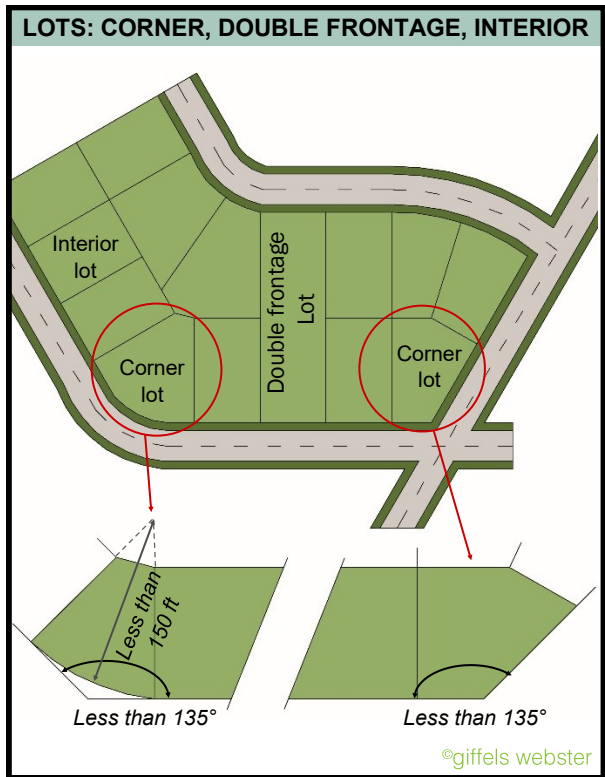 LOTS: CORNER, DOUBLE FRONTAGE, INTERIOR
Interior
lot
Double frontage
Lot
Corner
lot
Corner
lot
Less than
150 ft
Less than 135°
Less than 135°
©giffels webster